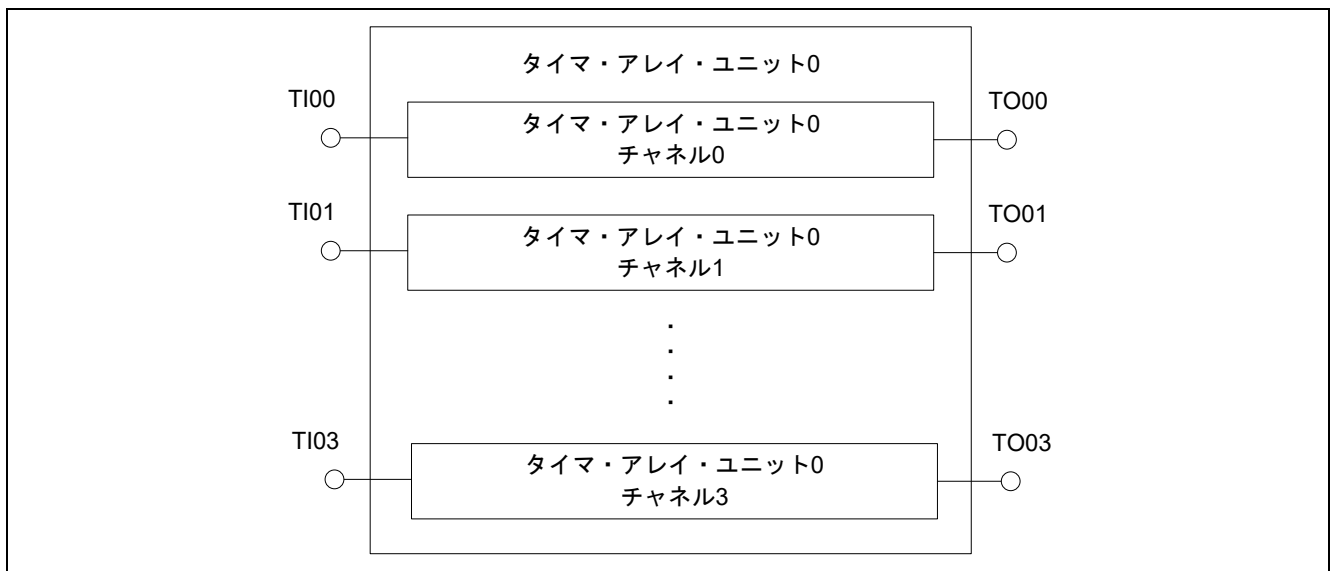 タイマ・アレイ・ユニット0
TI00
タイマ・アレイ・ユニット0
チャネル0
TO00
TI01
タイマ・アレイ・ユニット0
チャネル1
TO01
・
・
・
・
TI03
タイマ・アレイ・ユニット0
チャネル3
TO03